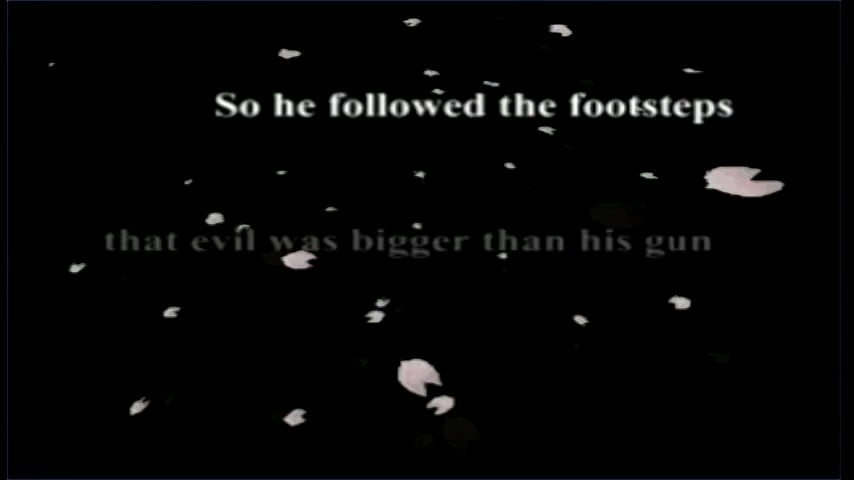 So he followed the footsteps
that evil was bigger than his gun